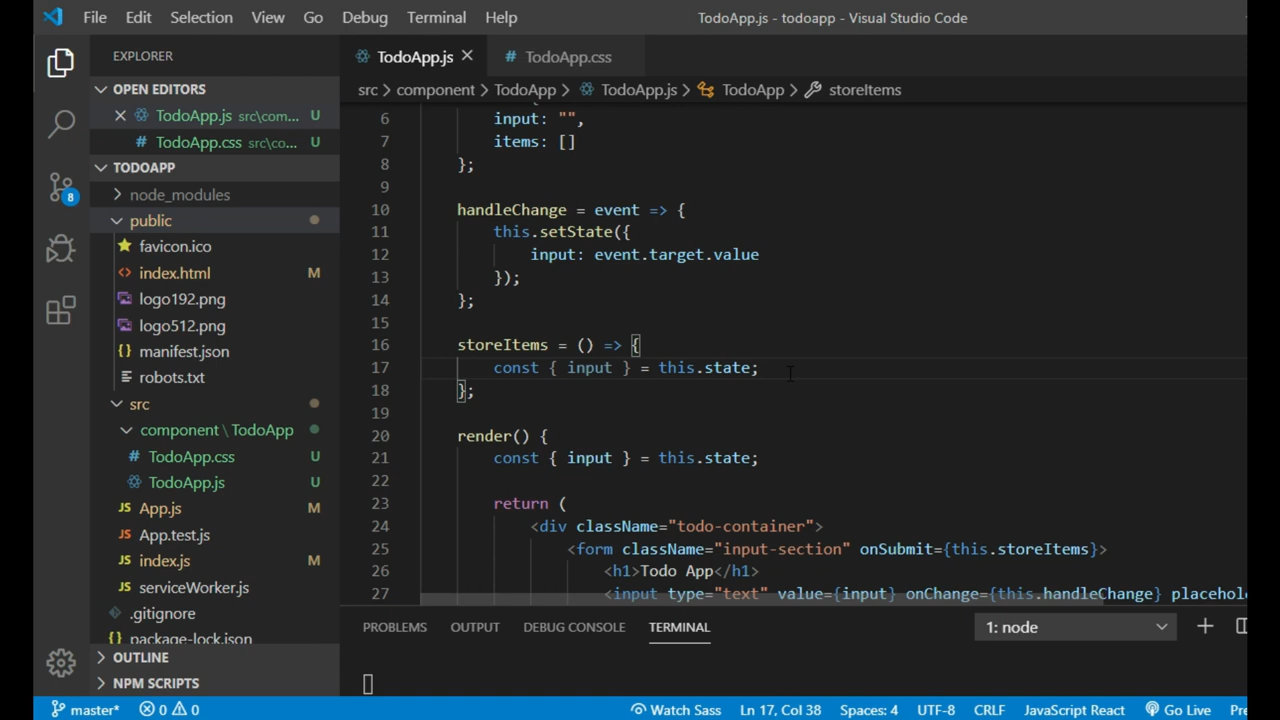 File Edit Selection View Go Debug Terminal Help
TodoApp.js - todoapp - Visual Studio Code
EXPLORER
OPEN EDITORS
TodoApp.js src\com... U
TodoApp.css src\co... U
TODOAPP
node_modules
public
favicon.ico
index.html M
logo192.png
logo512.png
manifest.json
robots.txt
src
component \ TodoApp
TodoApp.css U
TodoApp.js U
App.js M
App.test.js
index.js M
serviceWorker.js
.gitignore
package-lock.json
OUTLINE
NPM SCRIPTS
8
TodoApp.js
TodoApp.css
src > component > TodoApp > TodoApp.js > TodoApp > storeItems
6 input: "",
7 items: []
8 };
9
10 handleChange = event => {
11 this.setState({
12 input: event.target.value
13 });
14 };
15
16 storeItems = () => {
17 const { input } = this.state;
18 };
19
20 render() {
21 const { input } = this.state;
22
23 return (
24 <div className="todo-container">
25 <form className="input-section" onSubmit={this.storeItems}>
26 <h1>Todo App</h1>
27 <input type="text" value={input} onChange={this.handleChange} placehol
PROBLEMS OUTPUT DEBUG CONSOLE TERMINAL
1: node
master* 0 0
Watch Sass Ln 17, Col 38 Spaces: 4 UTF-8 CRLF JavaScript React Go Live Pre